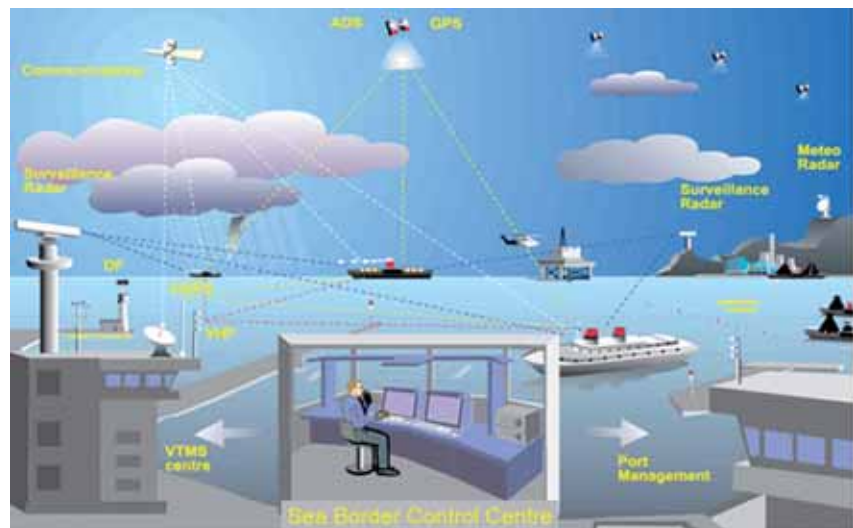 ADS GPS
Communications
Meteo
Radar
Surveillance
Radar
Surveillance
Radar
DF
VHF
VTMS
centre
Port
Management
Sea Border Control Centre